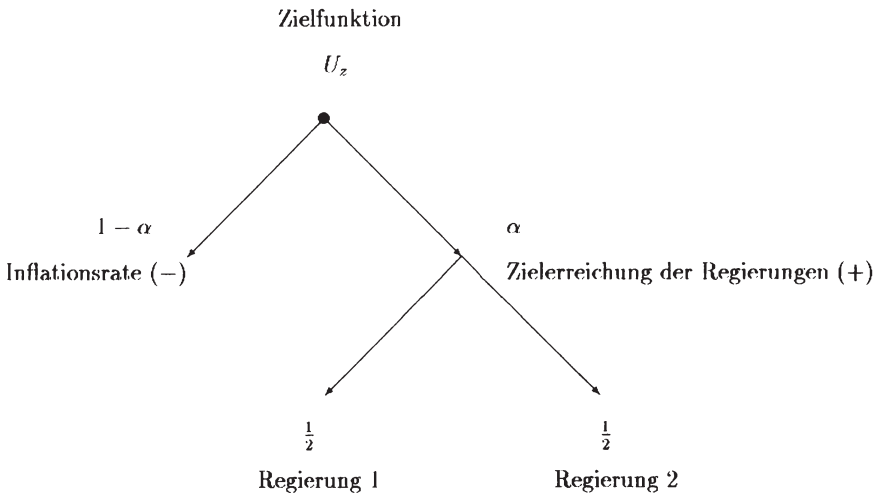 Zielfunktion
U_z
1 − α
α
Inflationsrate (−)
Zielerreichung der Regierungen (+)
1/2
1/2
Regierung 1
Regierung 2